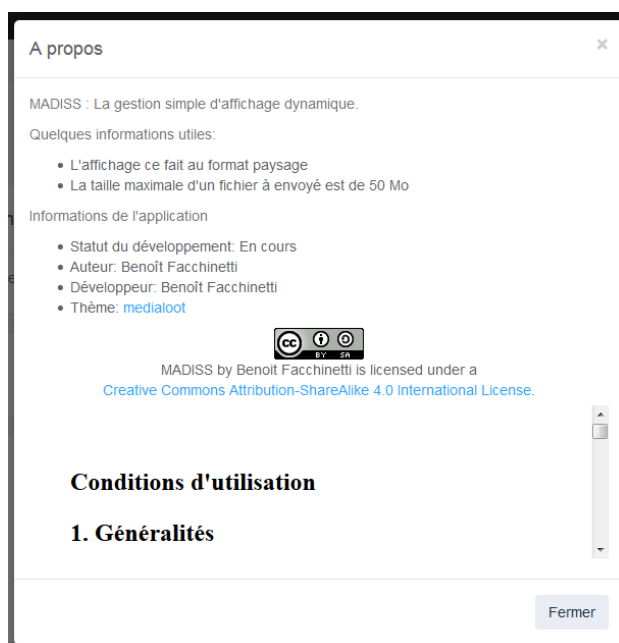 A propos
×
MADISS : La gestion simple d'affichage dynamique.
Quelques informations utiles:
L'affichage ce fait au format paysage
La taille maximale d'un fichier à envoyé est de 50 Mo
Informations de l'application
Statut du développement: En cours
Auteur: Benoît Facchinetti
Développeur: Benoît Facchinetti
Thème: medialoot
cc BY SA
MADISS by Benoit Facchinetti is licensed under a
Creative Commons Attribution-ShareAlike 4.0 International License.
Conditions d'utilisation
1. Généralités
Fermer